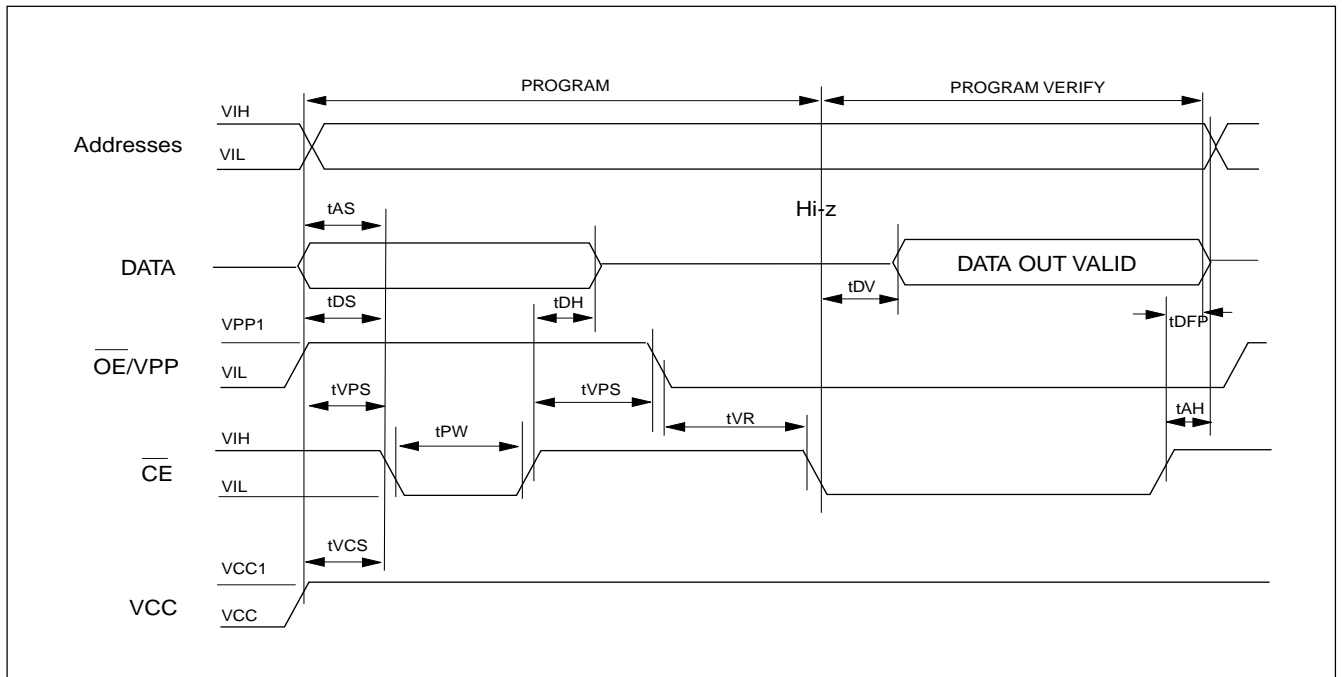 PROGRAM
PROGRAM VERIFY
VIH
Addresses
VIL
tAS
Hi-z
DATA
DATA OUT VALID
tDS
tDH
tDV
tDFP
VPP1
OE/VPP
VIL
tVPS
tVPS
tAH
tPW
tVR
VIH
CE
VIL
tVCS
VCC1
VCC
VCC